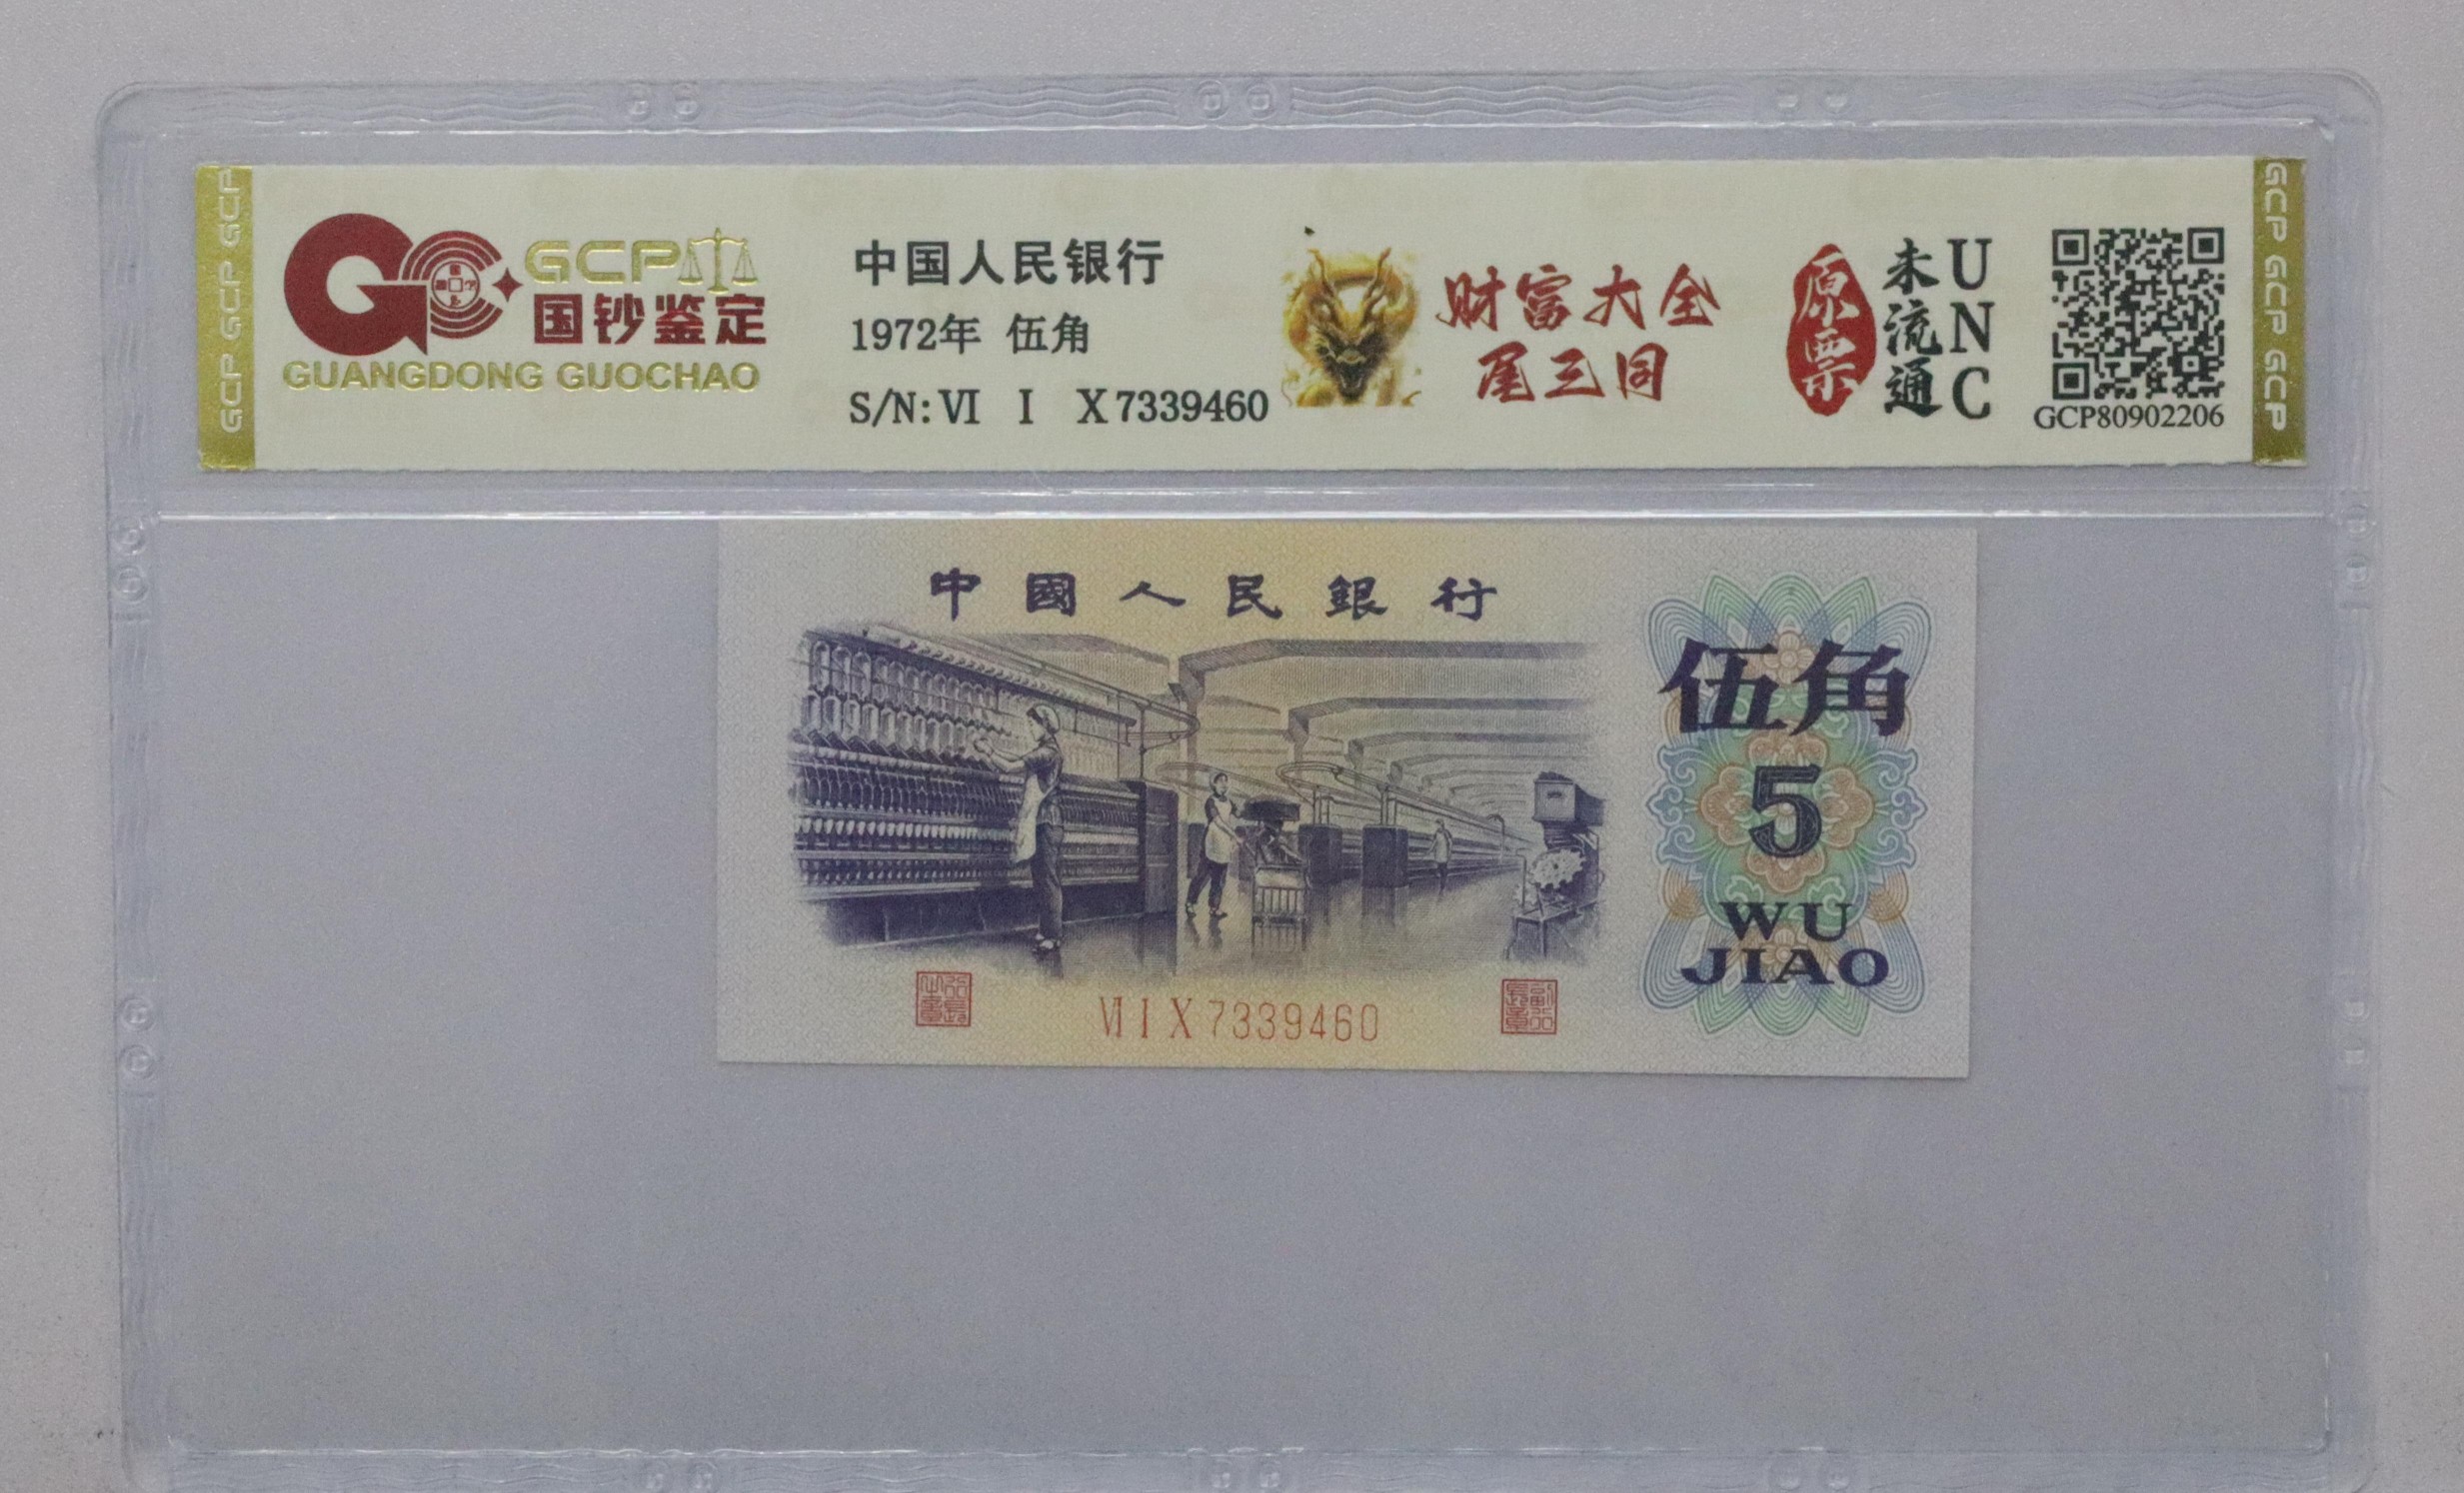 GCP GCP GCP
GCP
国钞鉴定
GUANGDONG GUOCHAO
中国人民银行
1972年 伍角
S/N: VI I X 7339460
财富大全
尾三同
原票
未流通
UNC
GCP80902206
GCP GCP GCP
中國人民銀行
伍角
5
WU
JIAO
VI I X 7339460